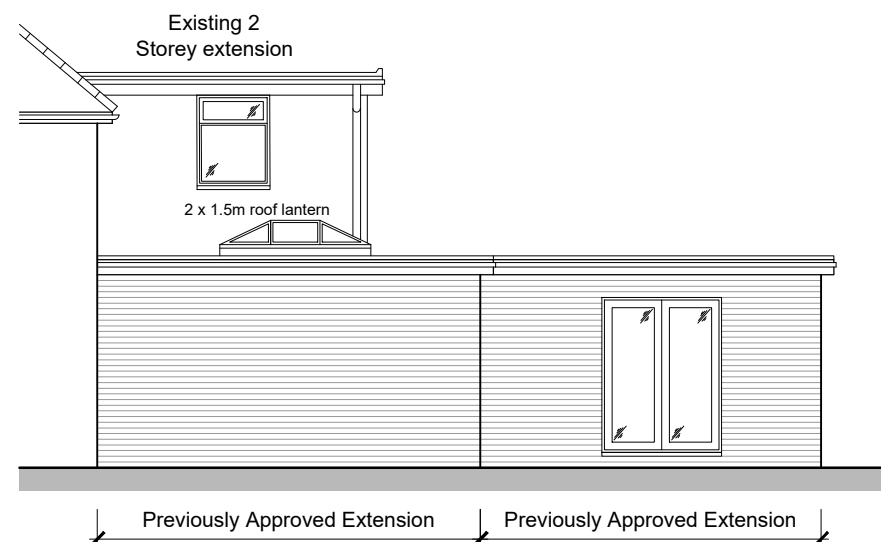 Existing 2
Storey extension
2 x 1.5m roof lantern
Previously Approved Extension
Previously Approved Extension